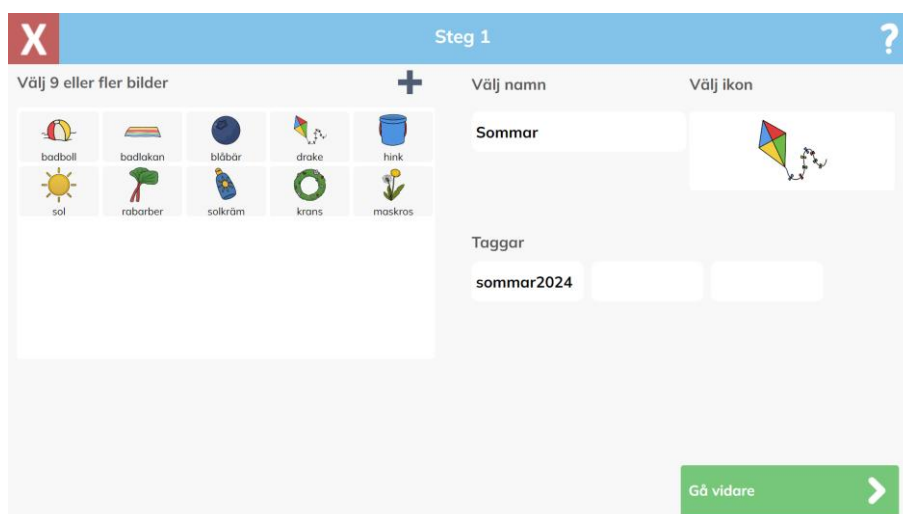 X
Steg 1
?
Välj 9 eller fler bilder
badboll badlakan blåbär drake hink
sol rabarber solkräm krans maskros
Välj namn
Sommar
Välj ikon
Taggar
sommar2024
Gå vidare